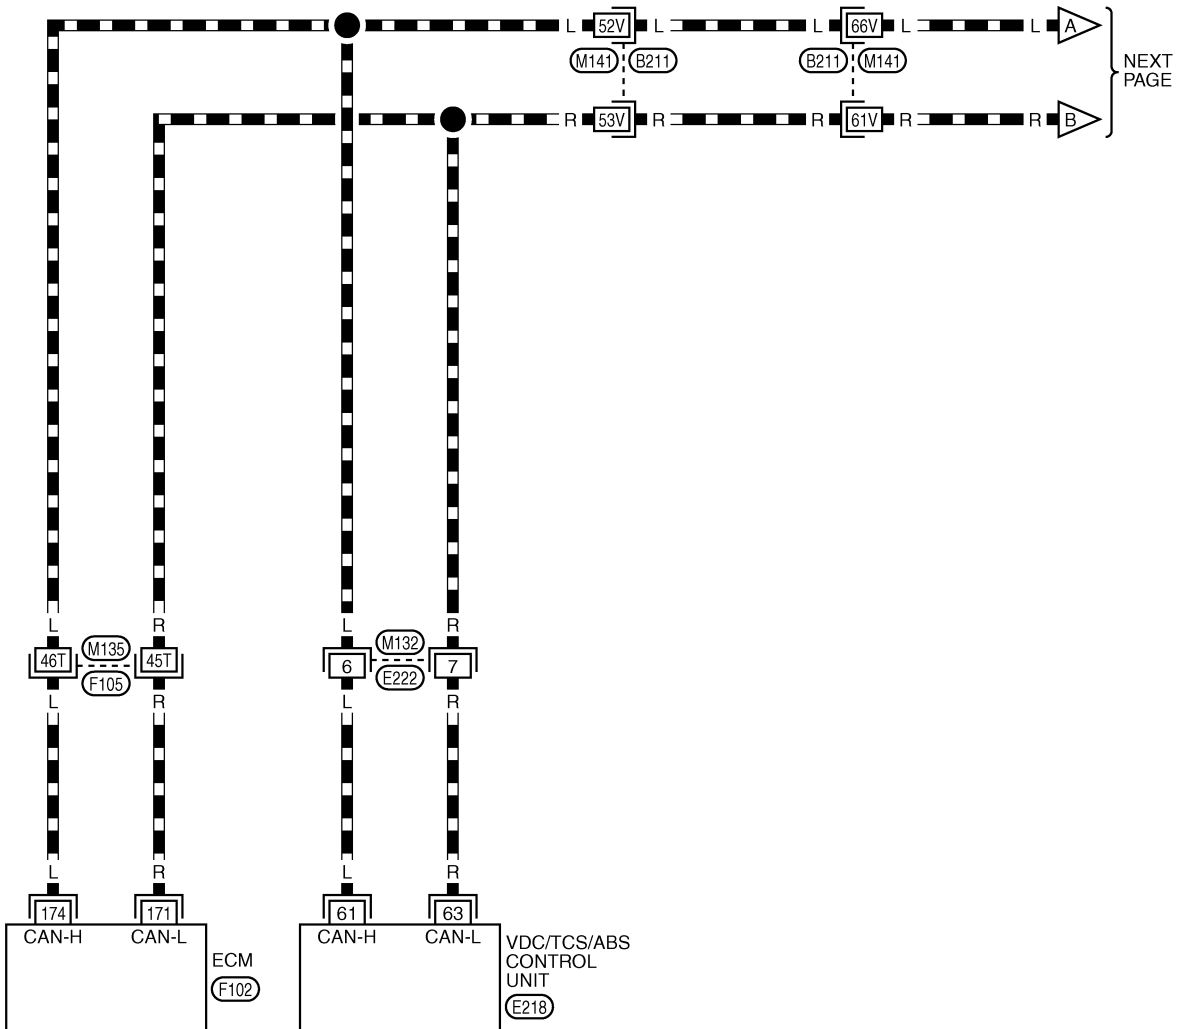 L 52V L L 66V L L A
M141 B211 B211 M141
NEXT
PAGE
R 53V R R 61V R R B
L R L R
46T M135 45T 6 M132 7
F105 E222
L R L R
L R L R
174 171 61 63
CAN-H CAN-L CAN-H CAN-L
ECM
F102
VDC/TCS/ABS
CONTROL
UNIT
E218